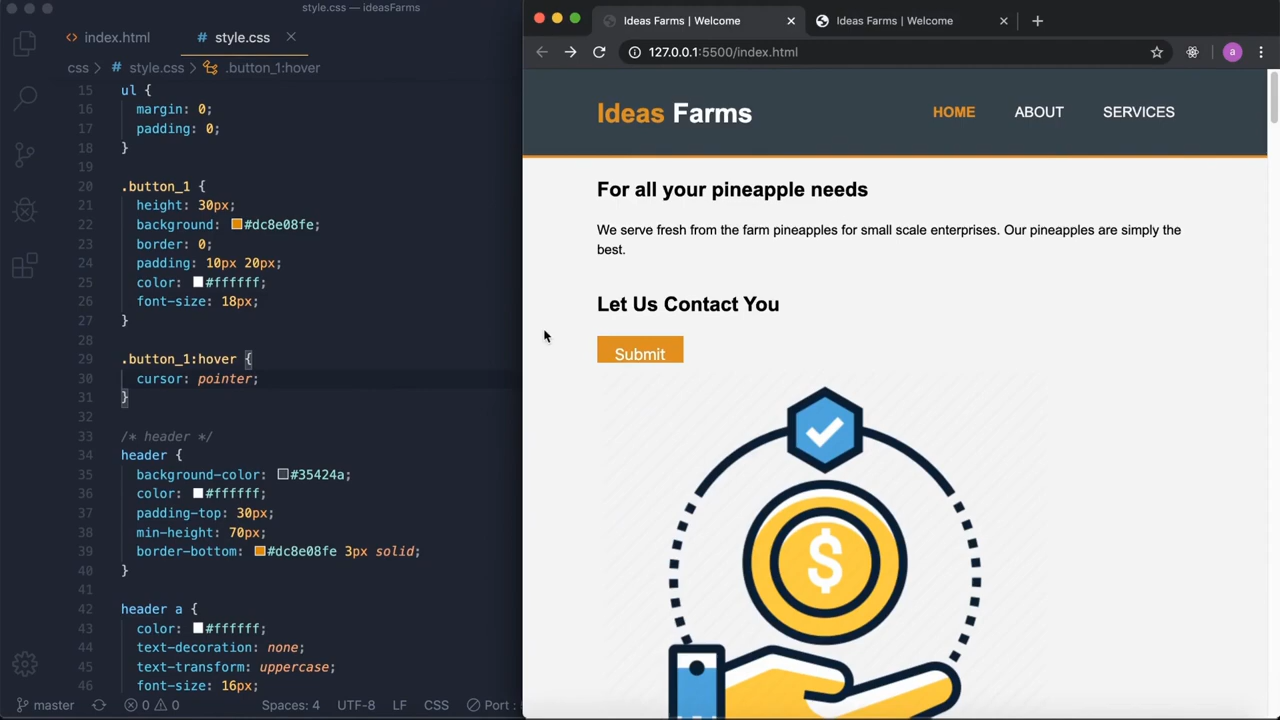 style.css — ideasFarms
index.html
# style.css
css > # style.css > .button_1:hover
15 ul {
16 margin: 0;
17 padding: 0;
18 }
19
20 .button_1 {
21 height: 30px;
22 background: #dc8e08fe;
23 border: 0;
24 padding: 10px 20px;
25 color: #ffffff;
26 font-size: 18px;
27 }
28
29 .button_1:hover {
30 cursor: pointer;
31 }
32
33 /* header */
34 header {
35 background-color: #35424a;
36 color: #ffffff;
37 padding-top: 30px;
38 min-height: 70px;
39 border-bottom: #dc8e08fe 3px solid;
40 }
41
42 header a {
43 color: #ffffff;
44 text-decoration: none;
45 text-transform: uppercase;
46 font-size: 16px;
master 0 0 Spaces: 4 UTF-8 LF CSS Port :
Ideas Farms | Welcome
Ideas Farms | Welcome
127.0.0.1:5500/index.html
a
Ideas Farms
HOME ABOUT SERVICES
For all your pineapple needs
We serve fresh from the farm pineapples for small scale enterprises. Our pineapples are simply the
best.
Let Us Contact You
Submit
$